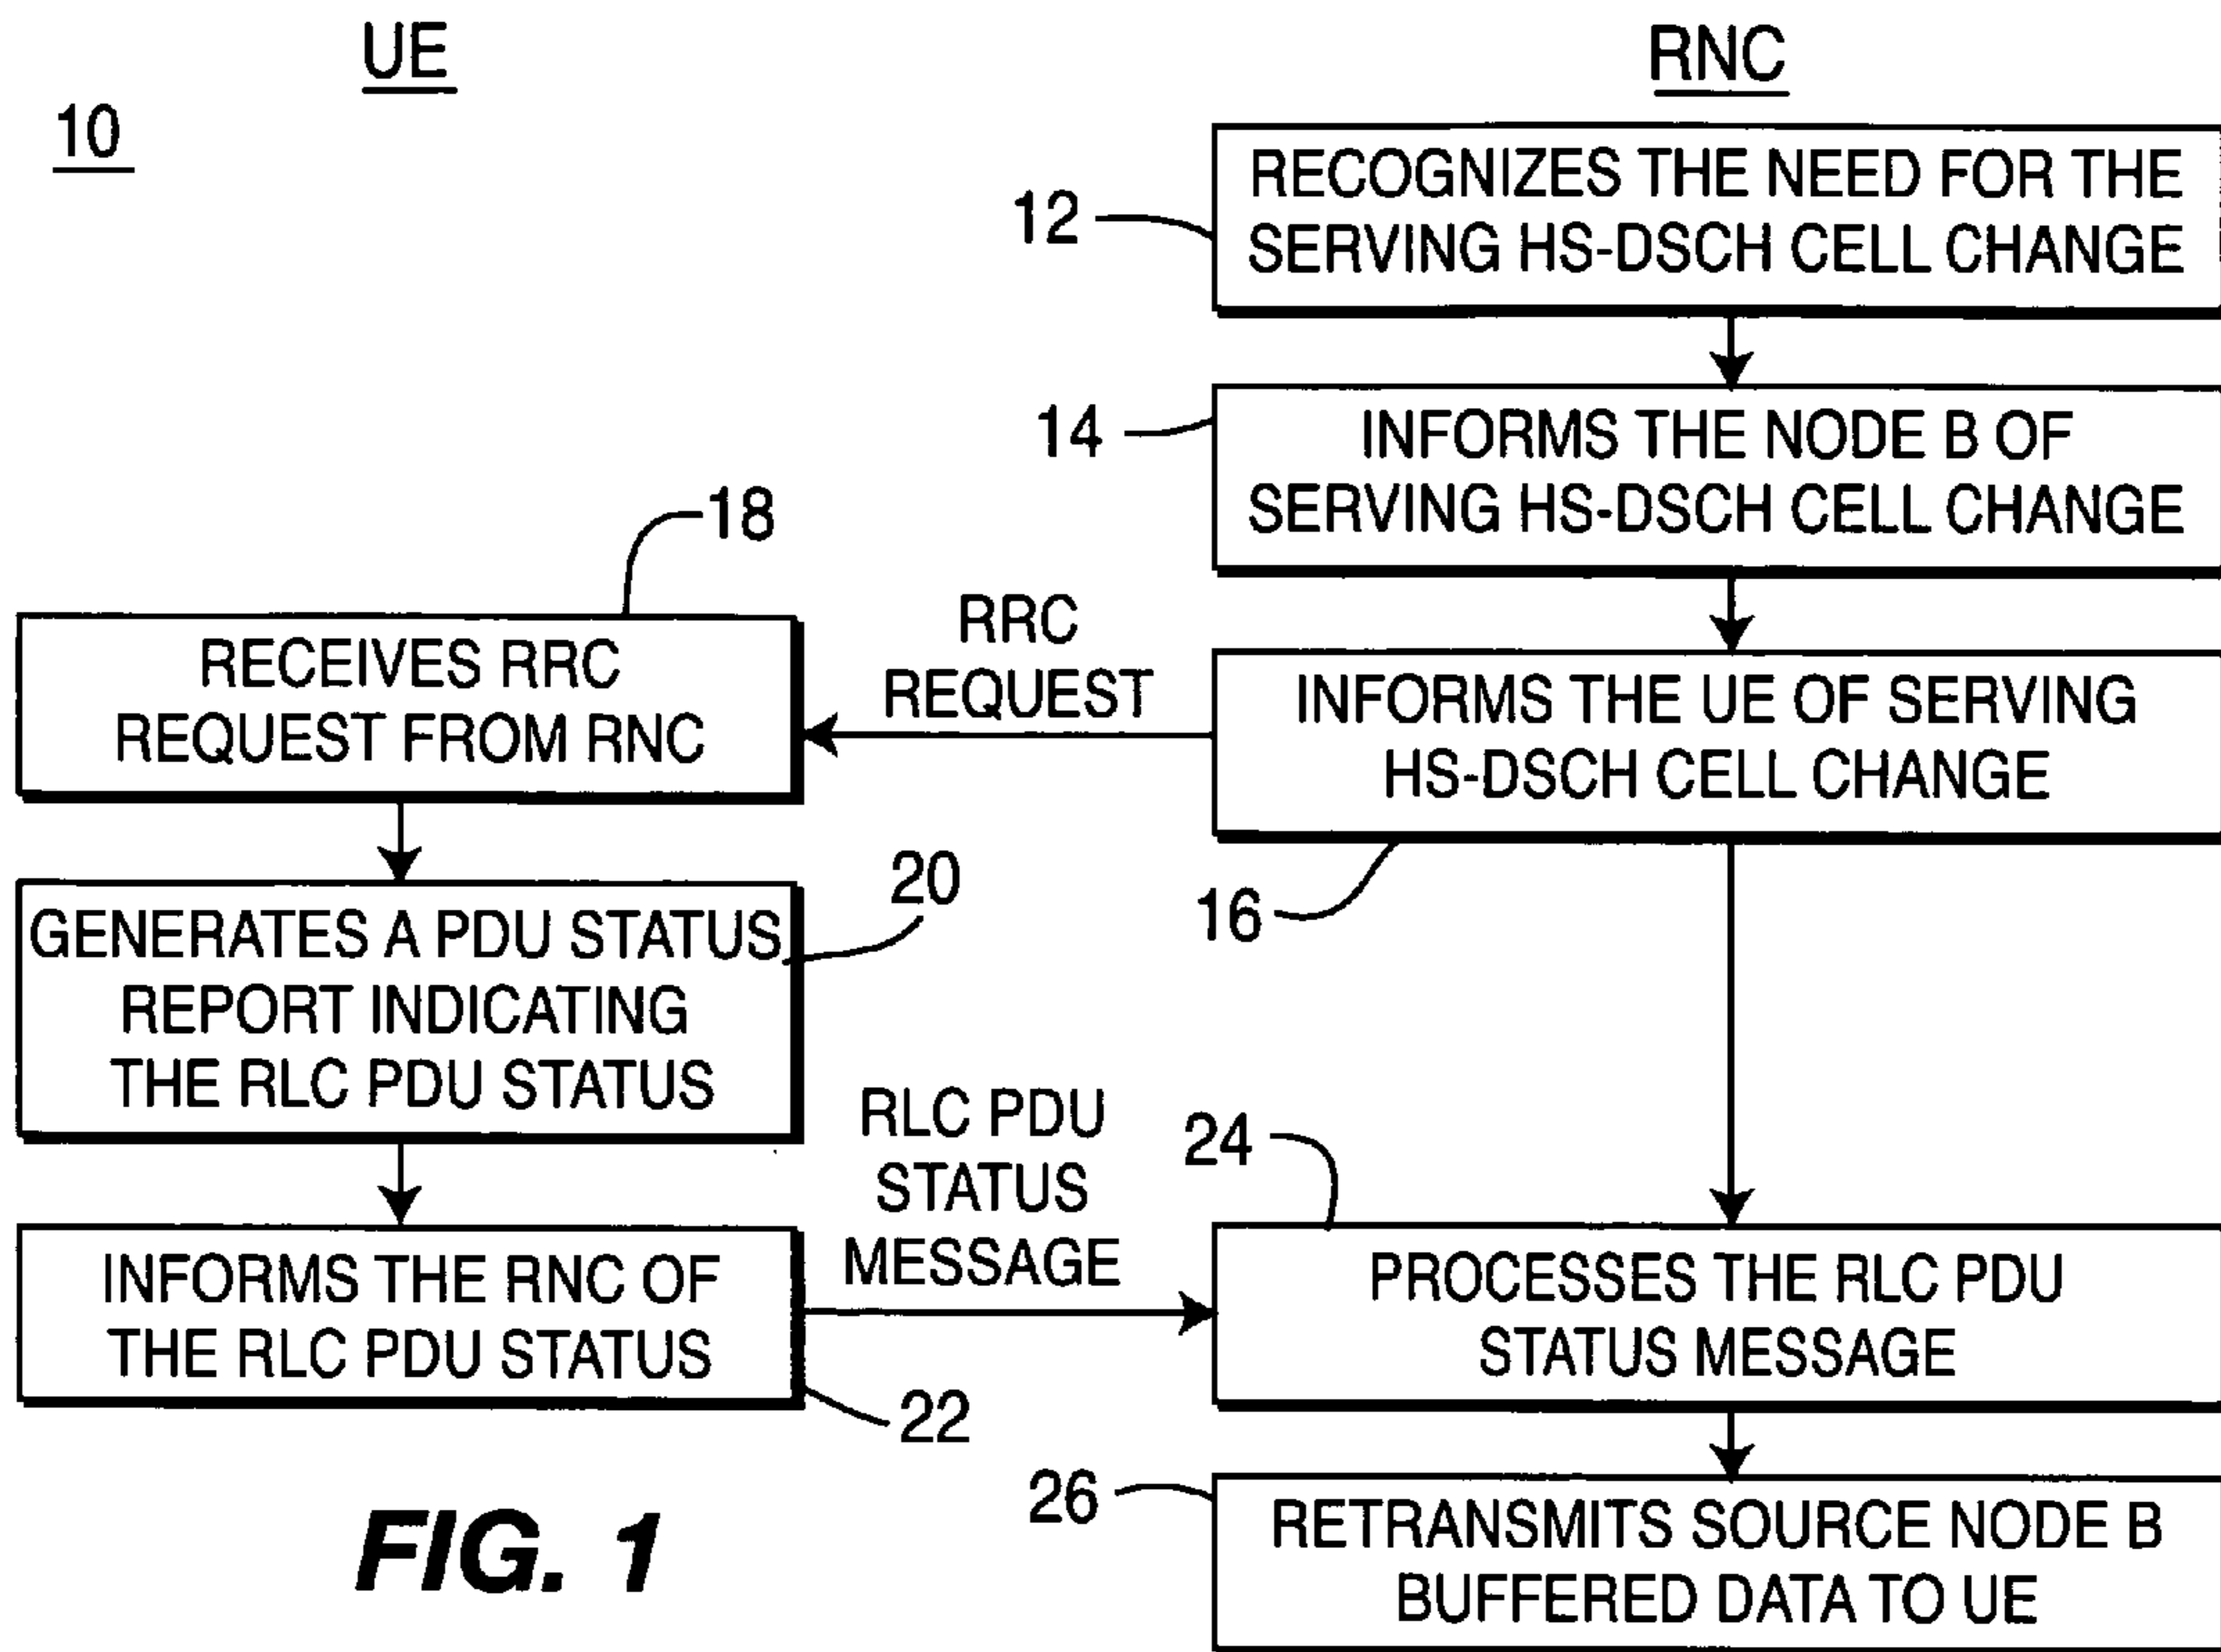 UE
RNC
10
12
RECOGNIZES THE NEED FOR THE
SERVING HS-DSCH CELL CHANGE
14
INFORMS THE NODE B OF
SERVING HS-DSCH CELL CHANGE
18
RECEIVES RRC
REQUEST FROM RNC
RRC
REQUEST
INFORMS THE UE OF SERVING
HS-DSCH CELL CHANGE
16
20
GENERATES A PDU STATUS
REPORT INDICATING
THE RLC PDU STATUS
RLC PDU
STATUS
MESSAGE
24
INFORMS THE RNC OF
THE RLC PDU STATUS
22
PROCESSES THE RLC PDU
STATUS MESSAGE
26
RETRANSMITS SOURCE NODE B
BUFFERED DATA TO UE
FIG. 1